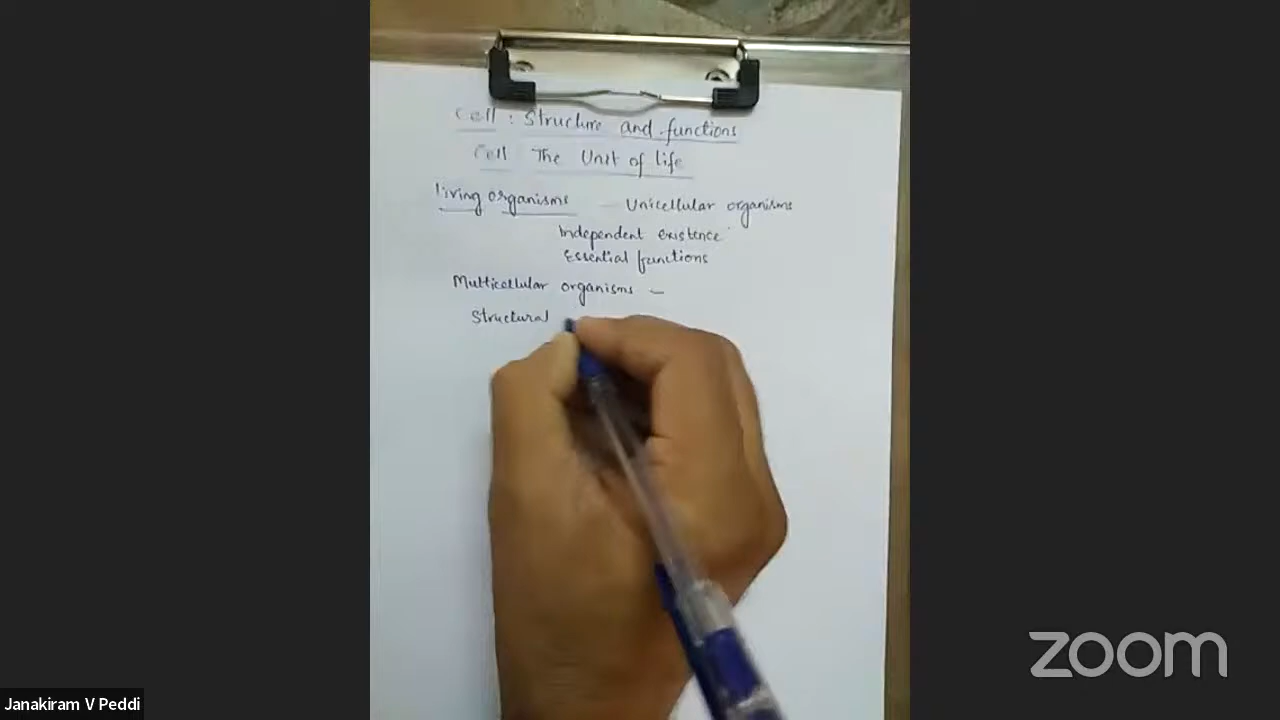 Cell : Structure and functions
Cell The Unit of life
Living organisms — Unicellular organisms
Independent existence
Essential functions
Multicellular organisms —
Structural
zoom
Janakiram V Peddi